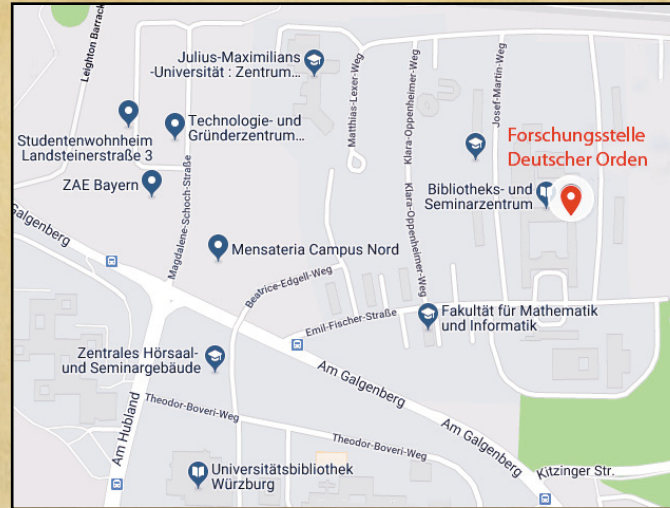 Leighton Barrack
Julius-Maximilians
-Universität : Zentrum...
Matthias-Lexer-Weg
Klara-Oppenheimer-Weg
Josef-Martin-Weg
Studentenwohnheim
Landsteinerstraße 3
Technologie- und
Gründerzentrum...
Forschungsstelle
Deutscher Orden
ZAE Bayern
Bibliotheks- und
Seminarzentrum
Klara-Oppenheimer-Weg
Galgenberg
Magdalene-Schoch-Straße
Mensateria Campus Nord
Beatrice-Edgell-Weg
Emil-Fischer-Straße
Fakultät für Mathematik
und Informatik
Zentrales Hörsaal-
und Seminargebäude
Am Galgenberg
Am Hubland
Theodor-Boveri-Weg
Theodor-Boveri-Weg
Am Galgenberg
Universitätsbibliothek
Würzburg
Kitzinger Str.